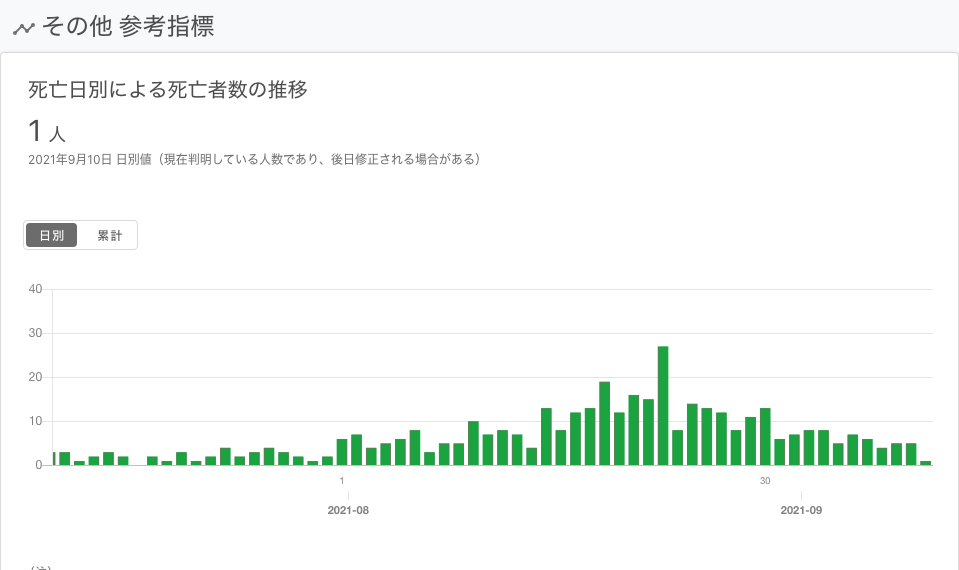 その他 参考指標
死亡日別による死亡者数の推移
1 人
2021年9月10日 日別値（現在判明している人数であり、後日修正される場合がある）
日別 累計
40
30
20
10
0
1 30
2021-08 2021-09